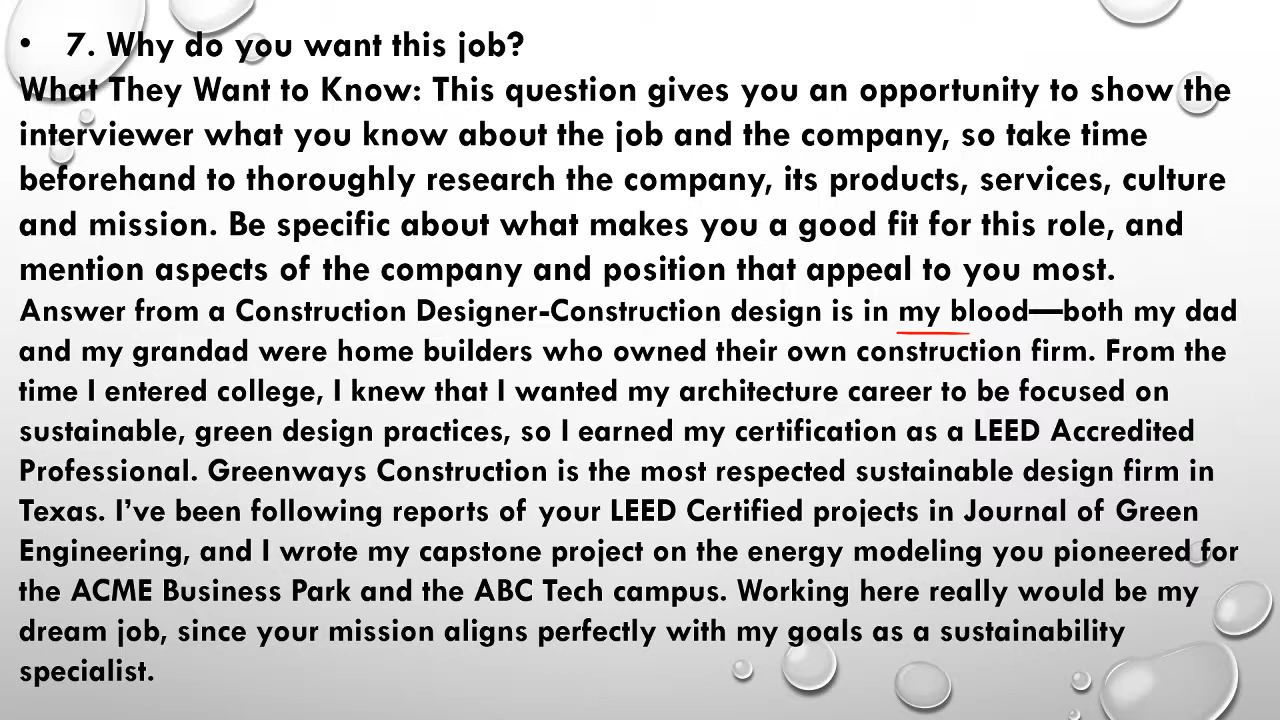 • 7. Why do you want this job?
What They Want to Know: This question gives you an opportunity to show the
interviewer what you know about the job and the company, so take time
beforehand to thoroughly research the company, its products, services, culture
and mission. Be specific about what makes you a good fit for this role, and
mention aspects of the company and position that appeal to you most.
Answer from a Construction Designer-Construction design is in my blood—both my dad
and my grandad were home builders who owned their own construction firm. From the
time I entered college, I knew that I wanted my architecture career to be focused on
sustainable, green design practices, so I earned my certification as a LEED Accredited
Professional. Greenways Construction is the most respected sustainable design firm in
Texas. I’ve been following reports of your LEED Certified projects in Journal of Green
Engineering, and I wrote my capstone project on the energy modeling you pioneered for
the ACME Business Park and the ABC Tech campus. Working here really would be my
dream job, since your mission aligns perfectly with my goals as a sustainability
specialist.